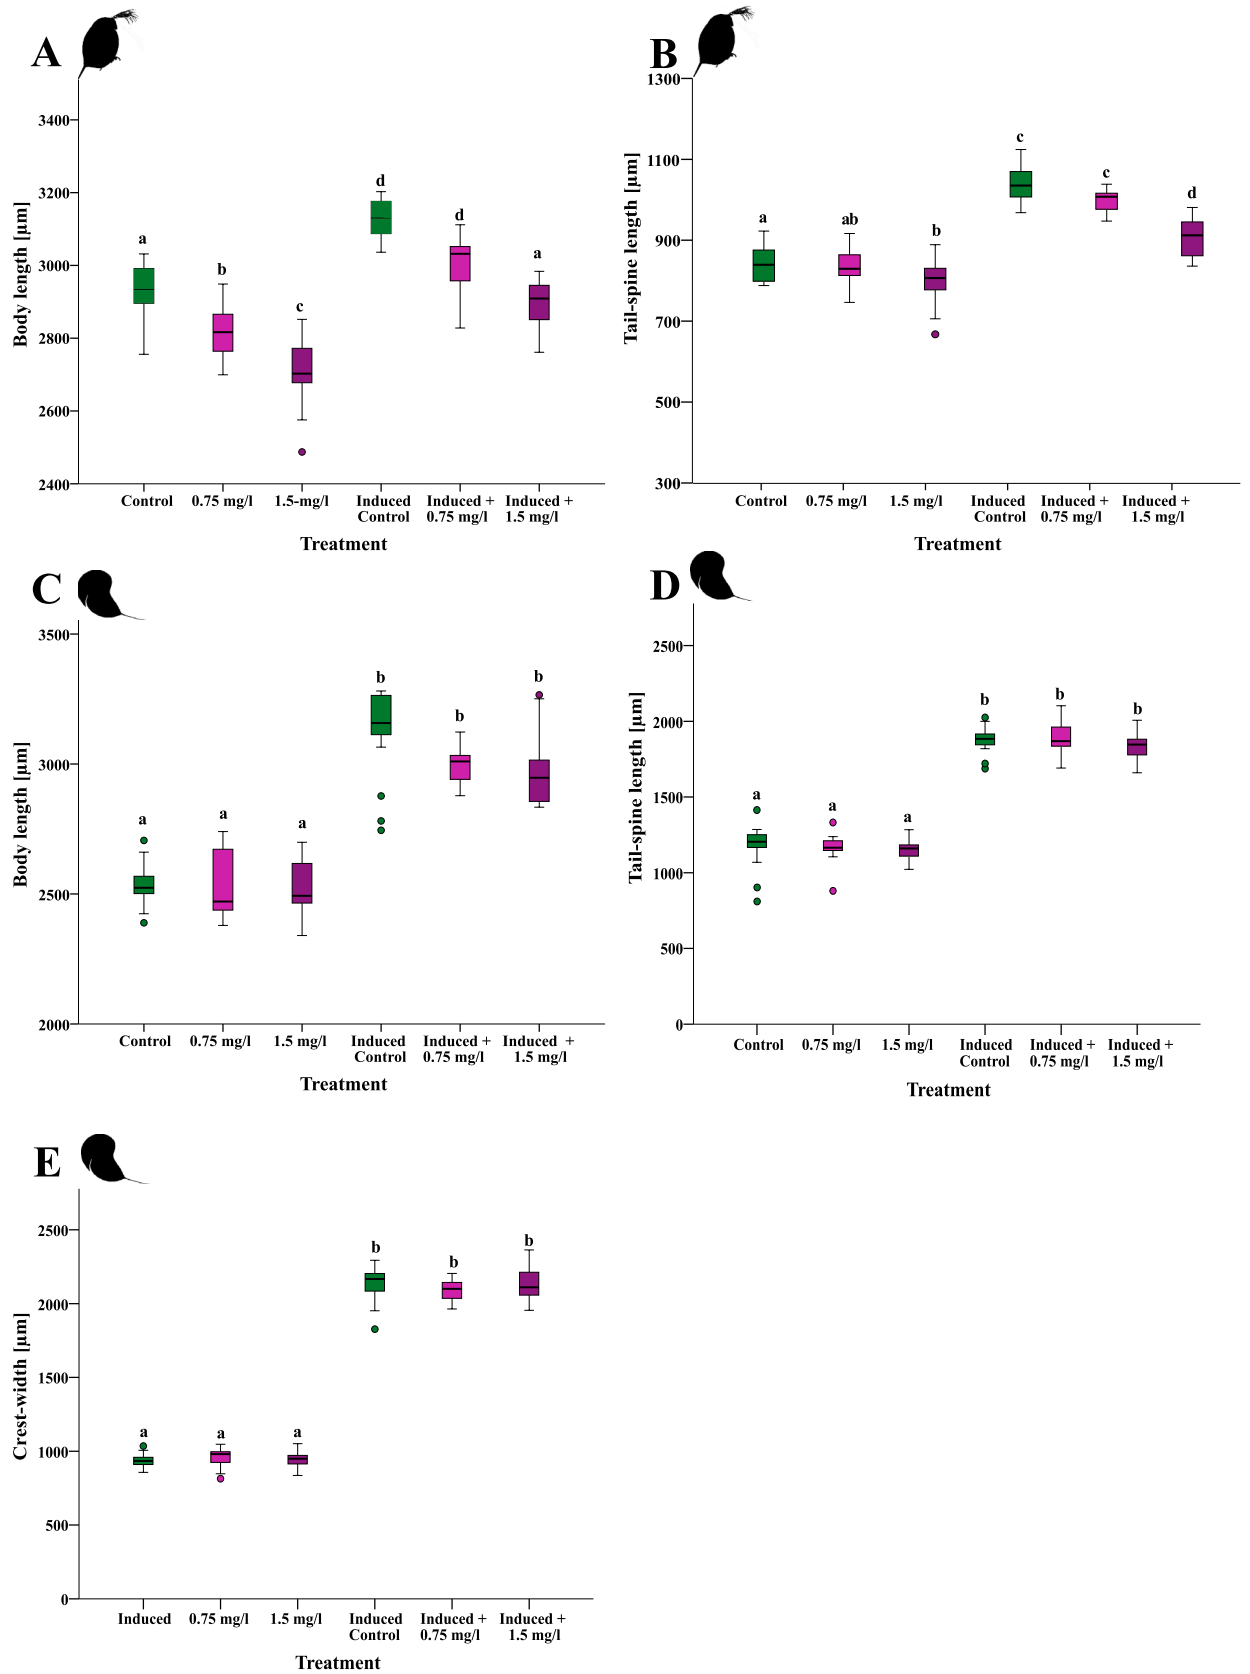 A
Body length [µm]
3400
3200
3000
2800
2600
2400
a
b
c
d
d
a
Control
0.75 mg/l
1.5-mg/l
Induced
Control
Induced +
0.75 mg/l
Induced +
1.5 mg/l
Treatment
B
Tail-spine length [µm]
1300
1100
900
700
500
300
a
ab
b
c
c
d
Control
0.75 mg/l
1.5 mg/l
Induced
Control
Induced +
0.75 mg/l
Induced +
1.5 mg/l
Treatment
C
Body length [µm]
3500
3000
2500
2000
a
a
a
b
b
b
Control
0.75 mg/l
1.5 mg/l
Induced
Control
Induced +
0.75 mg/l
Induced +
1.5 mg/l
Treatment
D
Tail-spine length [µm]
2500
2000
1500
1000
500
0
a
a
a
b
b
b
Control
0.75 mg/l
1.5 mg/l
Induced
Control
Induced +
0.75 mg/l
Induced +
1.5 mg/l
Treatment
E
Crest-width [µm]
2500
2000
1500
1000
500
0
a
a
a
b
b
b
Induced
0.75 mg/l
1.5 mg/l
Induced
Control
Induced +
0.75 mg/l
Induced +
1.5 mg/l
Treatment